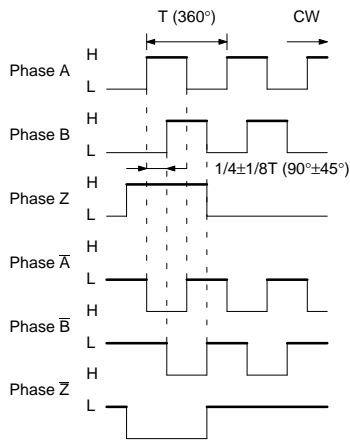 T (360°) CW
H
Phase A
L
H
Phase B
L
1/4±1/8T (90°±45°)
H
Phase Z
L
H
Phase A̅
L
H
Phase B̅
L
H
Phase Z̅
L